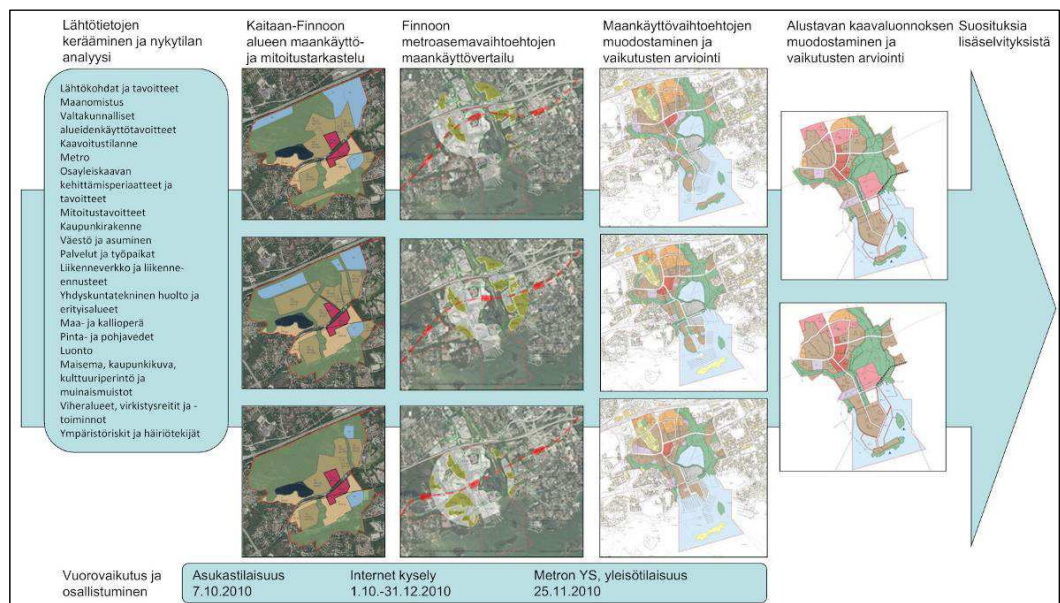 Lähtötietojen
kerääminen ja nykytilan
analyysi
Kaitaan-Finnoon
alueen maankäyttö-
ja mitoitustarkastelu
Finnoon
metroasemavaihtoehtojen
maankäyttövertailu
Maankäyttövaihtoehtojen
muodostaminen ja
vaikutusten arviointi
Alustavan kaavaluonnoksen
muodostaminen ja
vaikutusten arviointi
Suosituksia
lisäselvityksistä
Lähtökohdat ja tavoitteet
Maanomistus
Valtakunnalliset
alueidenkäyttötavoitteet
Kaavoitustilanne
Metro
Osayleiskaavan
kehittämisperiaatteet ja
tavoitteet
Mitoitustavoitteet
Kaupunkirakenne
Väestö ja asuminen
Palvelut ja työpaikat
Liikenneverkko ja liikenne-
ennusteet
Yhdyskuntatekninen huolto ja
erityisalueet
Maa- ja kallioperä
Pinta- ja pohjavedet
Luonto
Maisema, kaupunkikuva,
kulttuuriperintö ja
muinaismuistot
Viheralueet, virkistysreitit ja -
toiminnot
Ympäristöriskit ja häiriötekijät
Vuorovaikutus ja
osallistuminen
Asukastilaisuus
7.10.2010
Internet kysely
1.10.-31.12.2010
Metron YS, yleisötilaisuus
25.11.2010